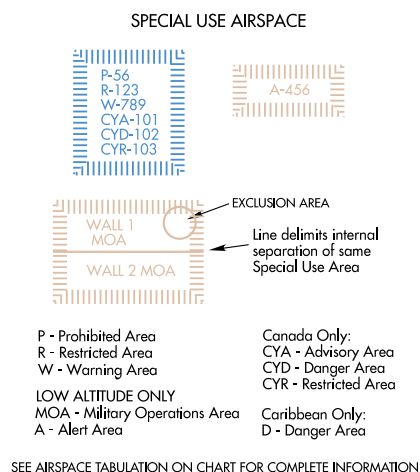 SPECIAL USE AIRSPACE
P-56
R-123
W-789
CYA-101
CYD-102
CYR-103
A-456
EXCLUSION AREA
WALL 1
MOA
WALL 2 MOA
Line delimits internal
separation of same
Special Use Area
P - Prohibited Area
R - Restricted Area
W - Warning Area
LOW ALTITUDE ONLY
MOA - Military Operations Area
A - Alert Area
Canada Only:
CYA - Advisory Area
CYD - Danger Area
CYR - Restricted Area
Caribbean Only:
D - Danger Area
SEE AIRSPACE TABULATION ON CHART FOR COMPLETE INFORMATION